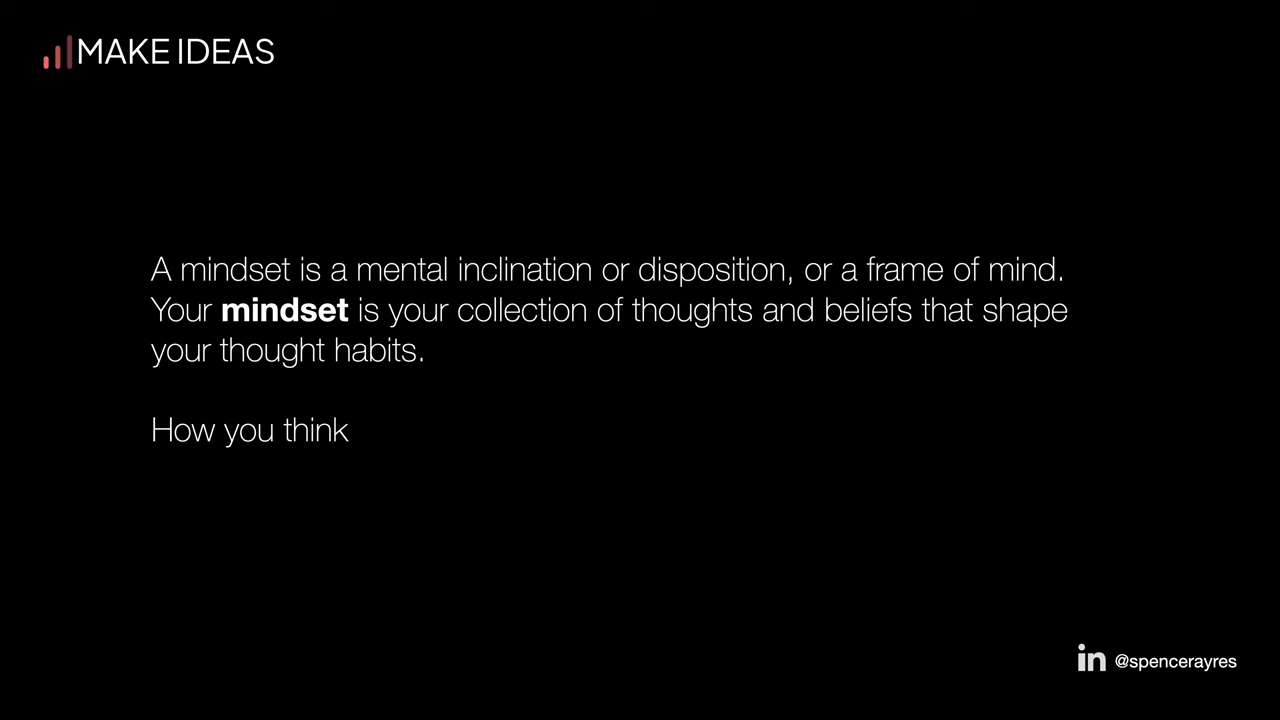 MAKE IDEAS
A mindset is a mental inclination or disposition, or a frame of mind.
Your mindset is your collection of thoughts and beliefs that shape
your thought habits.
How you think
in @spencerayres